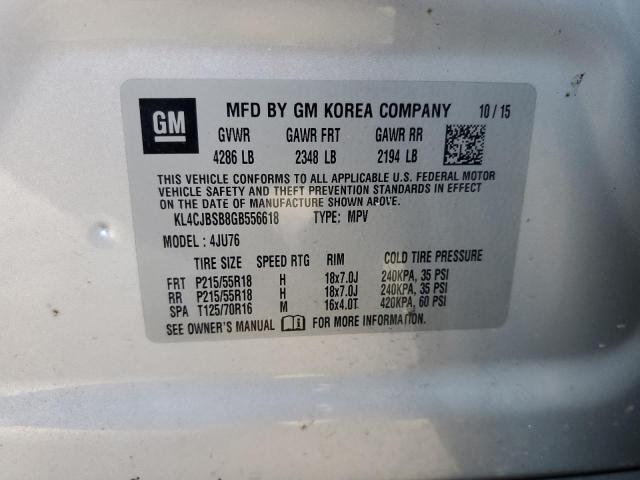 GM
MFD BY GM KOREA COMPANY 10 / 15
GVWR GAWR FRT GAWR RR
4286 LB 2348 LB 2194 LB
THIS VEHICLE CONFORMS TO ALL APPLICABLE U.S. FEDERAL MOTOR
VEHICLE SAFETY AND THEFT PREVENTION STANDARDS IN EFFECT
ON THE DATE OF MANUFACTURE SHOWN ABOVE.
KL4CJBSB8GB556618 TYPE: MPV
MODEL : 4JU76
TIRE SIZE SPEED RTG RIM COLD TIRE PRESSURE
FRT P215/55R18 H 18x7.0J 240KPA, 35 PSI
RR P215/55R18 H 18x7.0J 240KPA, 35 PSI
SPA T125/70R16 M 16x4.0T 420KPA, 60 PSI
SEE OWNER'S MANUAL FOR MORE INFORMATION.